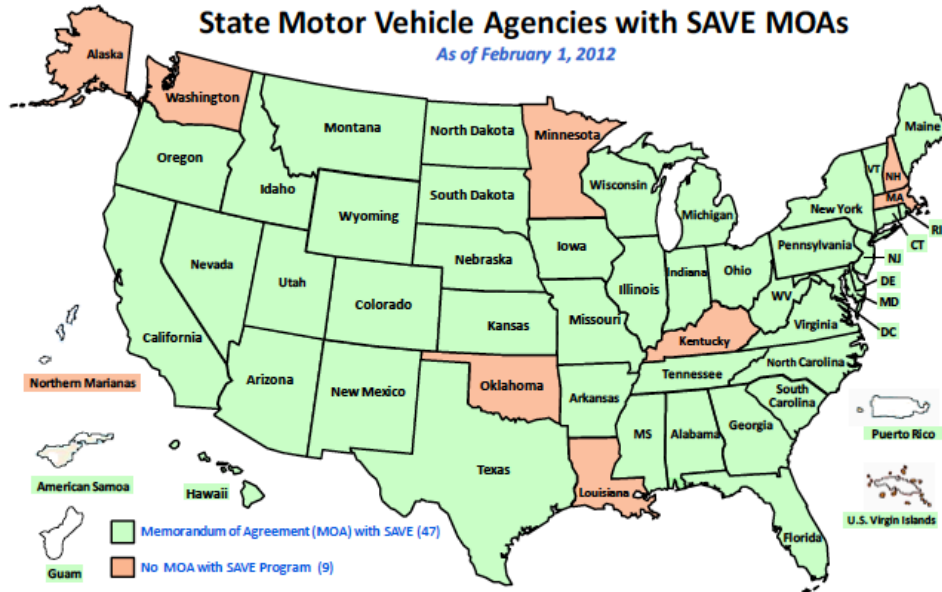 State Motor Vehicle Agencies with SAVE MOAs
As of February 1, 2012
Alaska
Washington
Montana
North Dakota
Minnesota
Maine
Oregon
Idaho
South Dakota
Wisconsin
VT
NH
MA
Wyoming
Michigan
New York
RI
CT
Iowa
Pennsylvania
NJ
Nebraska
Nevada
Utah
Colorado
Illinois
Indiana
Ohio
DE
WV
MD
Kansas
Missouri
Virginia
DC
California
Kentucky
North Carolina
Northern Marianas
Arizona
New Mexico
Oklahoma
Tennessee
Arkansas
South
Carolina
MS
Alabama
Georgia
Puerto Rico
Texas
American Samoa
Hawaii
Louisiana
U.S. Virgin Islands
Memorandum of Agreement (MOA) with SAVE (47)
Florida
Guam
No MOA with SAVE Program (9)